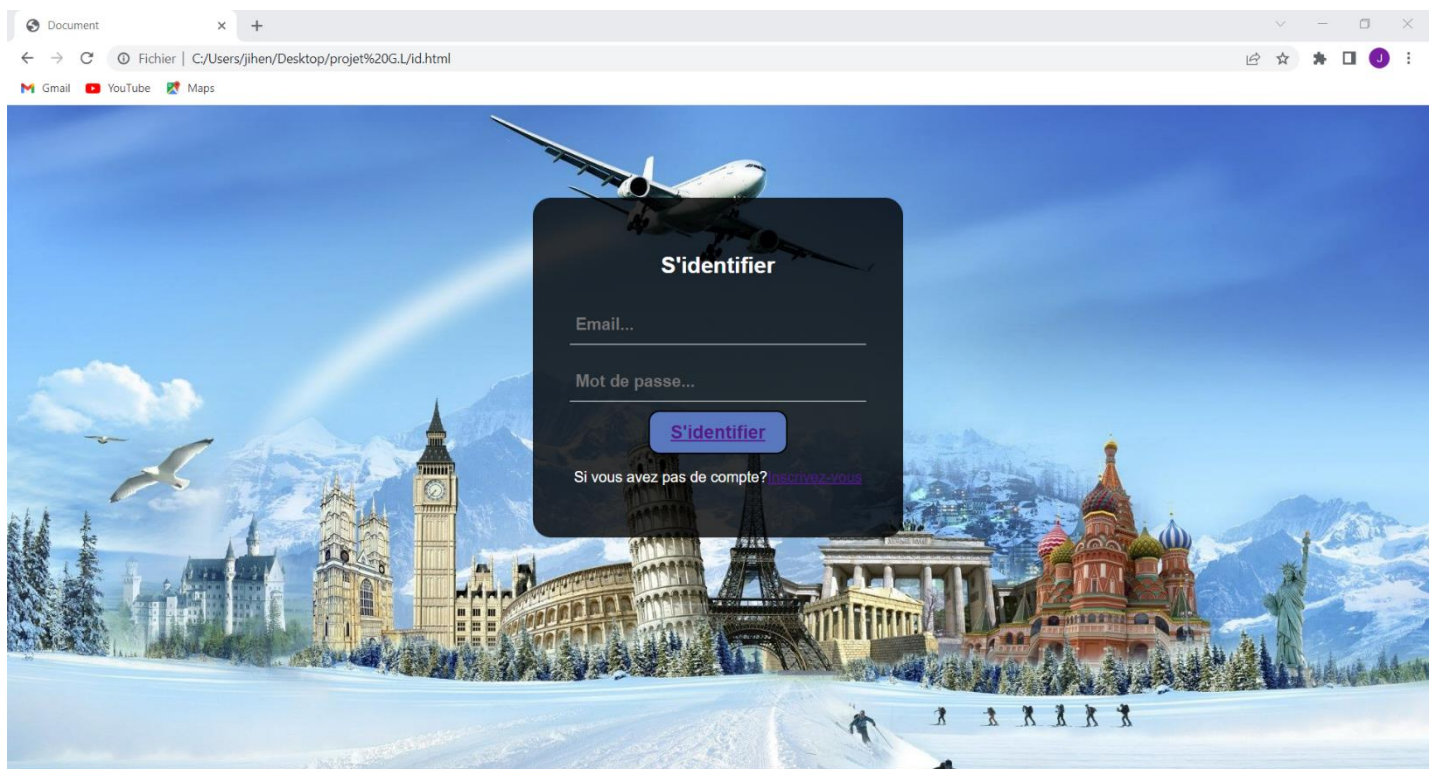 Document
Fichier | C:/Users/jihen/Desktop/projet%20G.L/id.html
J
Gmail YouTube Maps
S'identifier
Email...
Mot de passe...
S'identifier
Si vous avez pas de compte?Inscrivez-vous